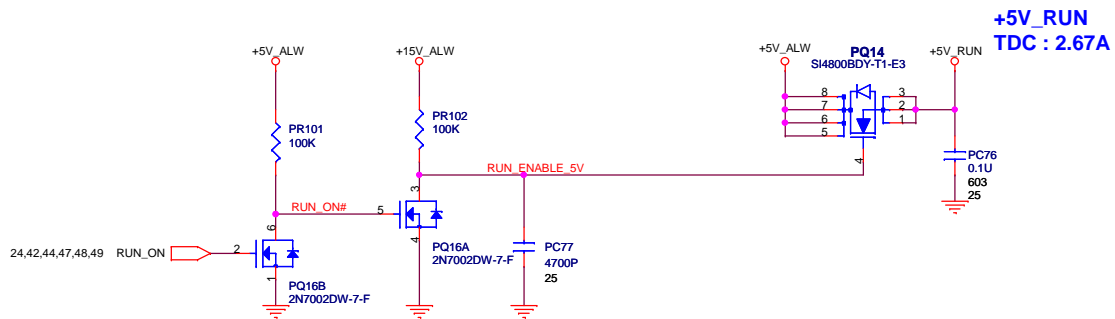 +5V_RUN
TDC : 2.67A
+5V_ALW
+15V_ALW
+5V_ALW
PQ14
SI4800BDY-T1-E3
+5V_RUN
8
7
6
5
3
2
1
4
PR101
100K
PR102
100K
RUN_ENABLE_5V
PC76
0.1U
603
25
3
RUN_ON#
5
6
4
PQ16A
2N7002DW-7-F
PC77
4700P
25
24,42,44,47,48,49
RUN_ON
2
1
PQ16B
2N7002DW-7-F